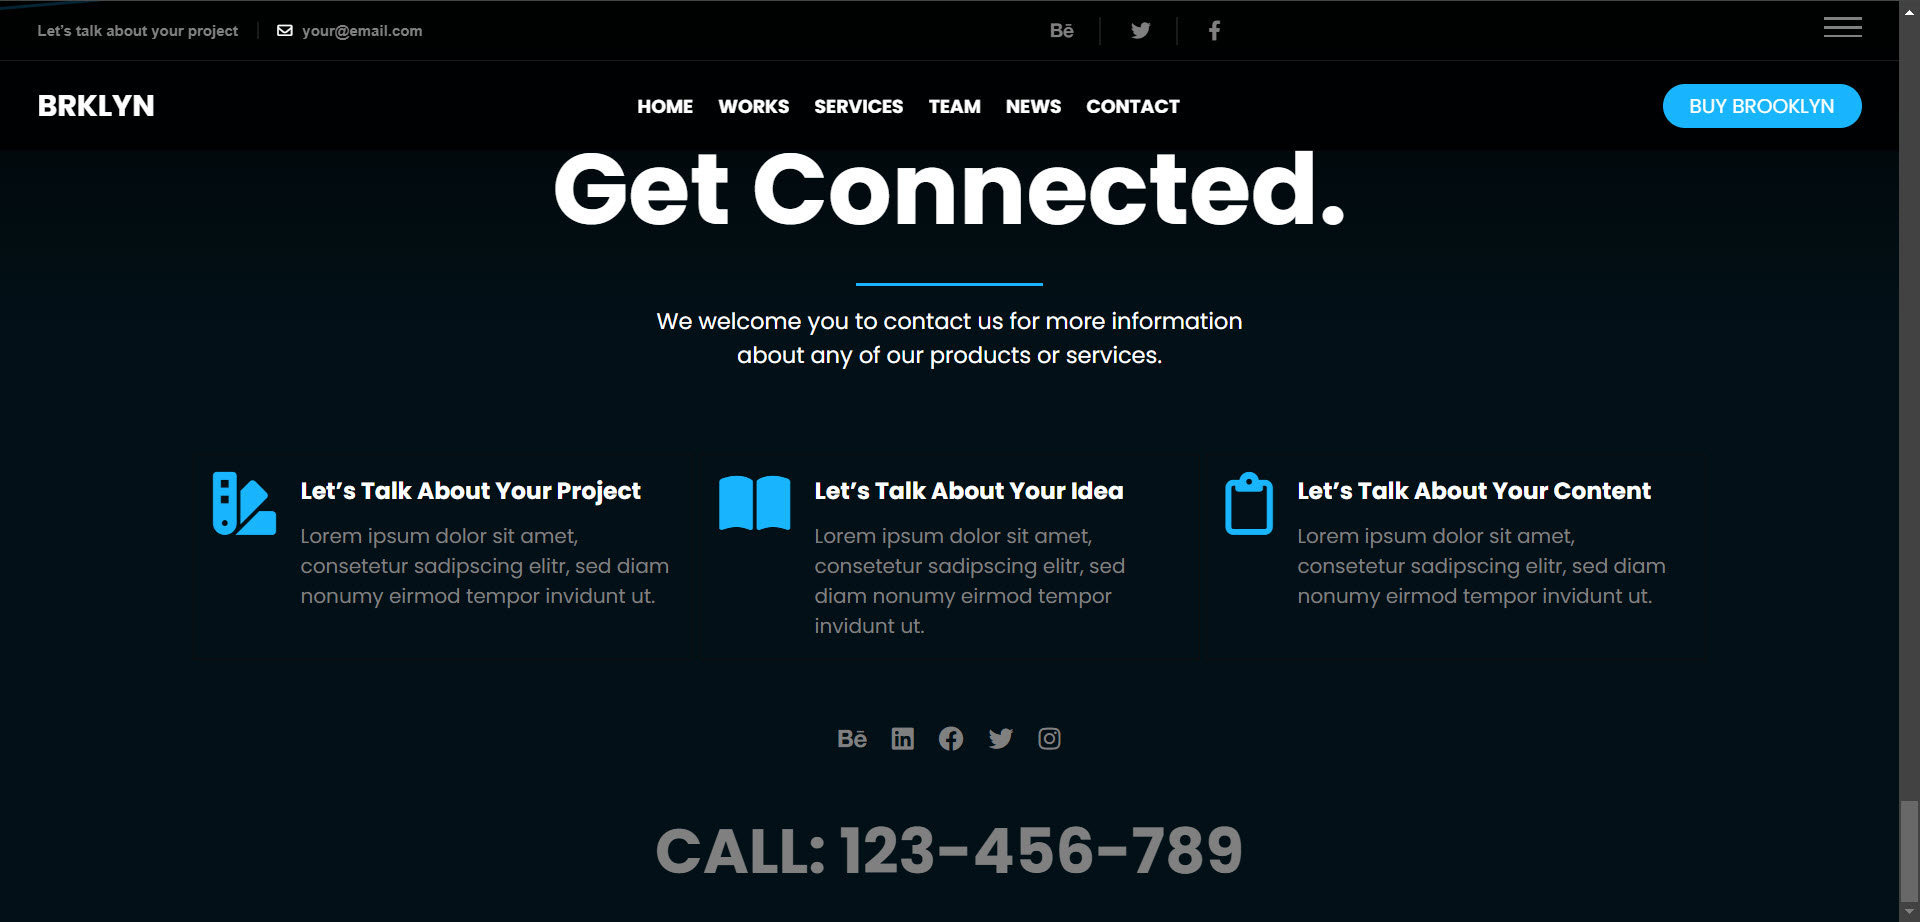 Let's talk about your project
your@email.com
Bē
BRKLYN
HOME WORKS SERVICES TEAM NEWS CONTACT
BUY BROOKLYN
Get Connected.
We welcome you to contact us for more information
about any of our products or services.
Let's Talk About Your Project
Lorem ipsum dolor sit amet,
consetetur sadipscing elitr, sed diam
nonumy eirmod tempor invidunt ut.
Let's Talk About Your Idea
Lorem ipsum dolor sit amet,
consetetur sadipscing elitr, sed
diam nonumy eirmod tempor
invidunt ut.
Let's Talk About Your Content
Lorem ipsum dolor sit amet,
consetetur sadipscing elitr, sed diam
nonumy eirmod tempor invidunt ut.
Bē
CALL: 123-456-789